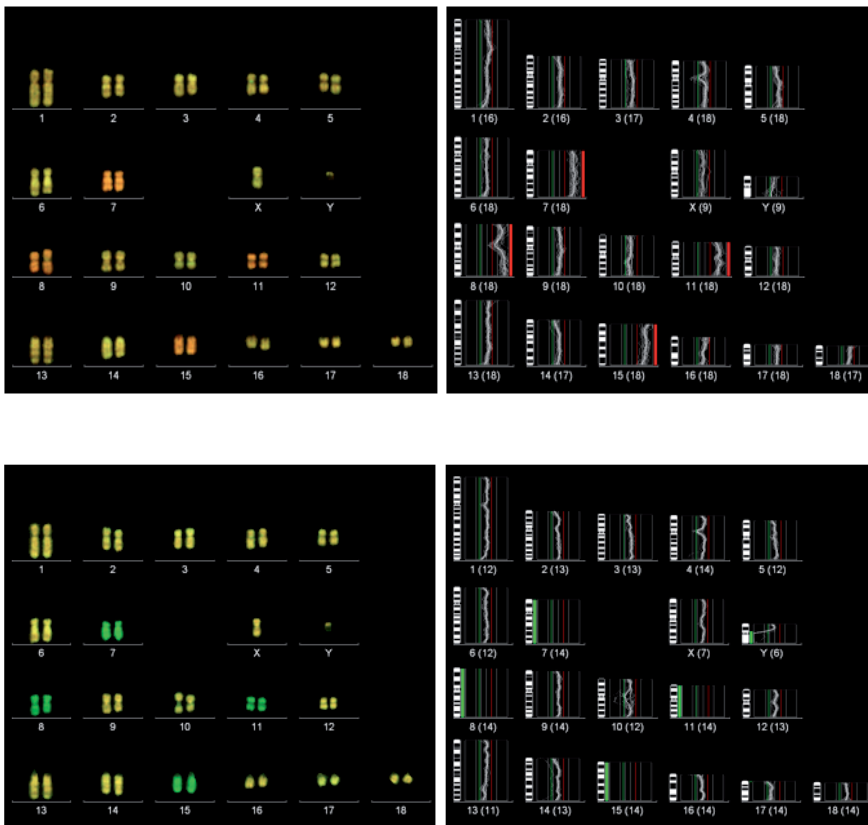 1 2 3 4 5
6 7 X Y
8 9 10 11 12
13 14 15 16 17 18
1 (16) 2 (16) 3 (17) 4 (18) 5 (18)
6 (18) 7 (18) X (9) Y (9)
8 (18) 9 (18) 10 (18) 11 (18) 12 (18)
13 (18) 14 (17) 15 (18) 16 (18) 17 (18) 18 (17)
1 2 3 4 5
6 7 X Y
8 9 10 11 12
13 14 15 16 17 18
1 (12) 2 (13) 3 (13) 4 (14) 5 (12)
6 (12) 7 (14) X (7) Y (6)
8 (14) 9 (14) 10 (12) 11 (14) 12 (13)
13 (11) 14 (13) 15 (14) 16 (14) 17 (14) 18 (14)